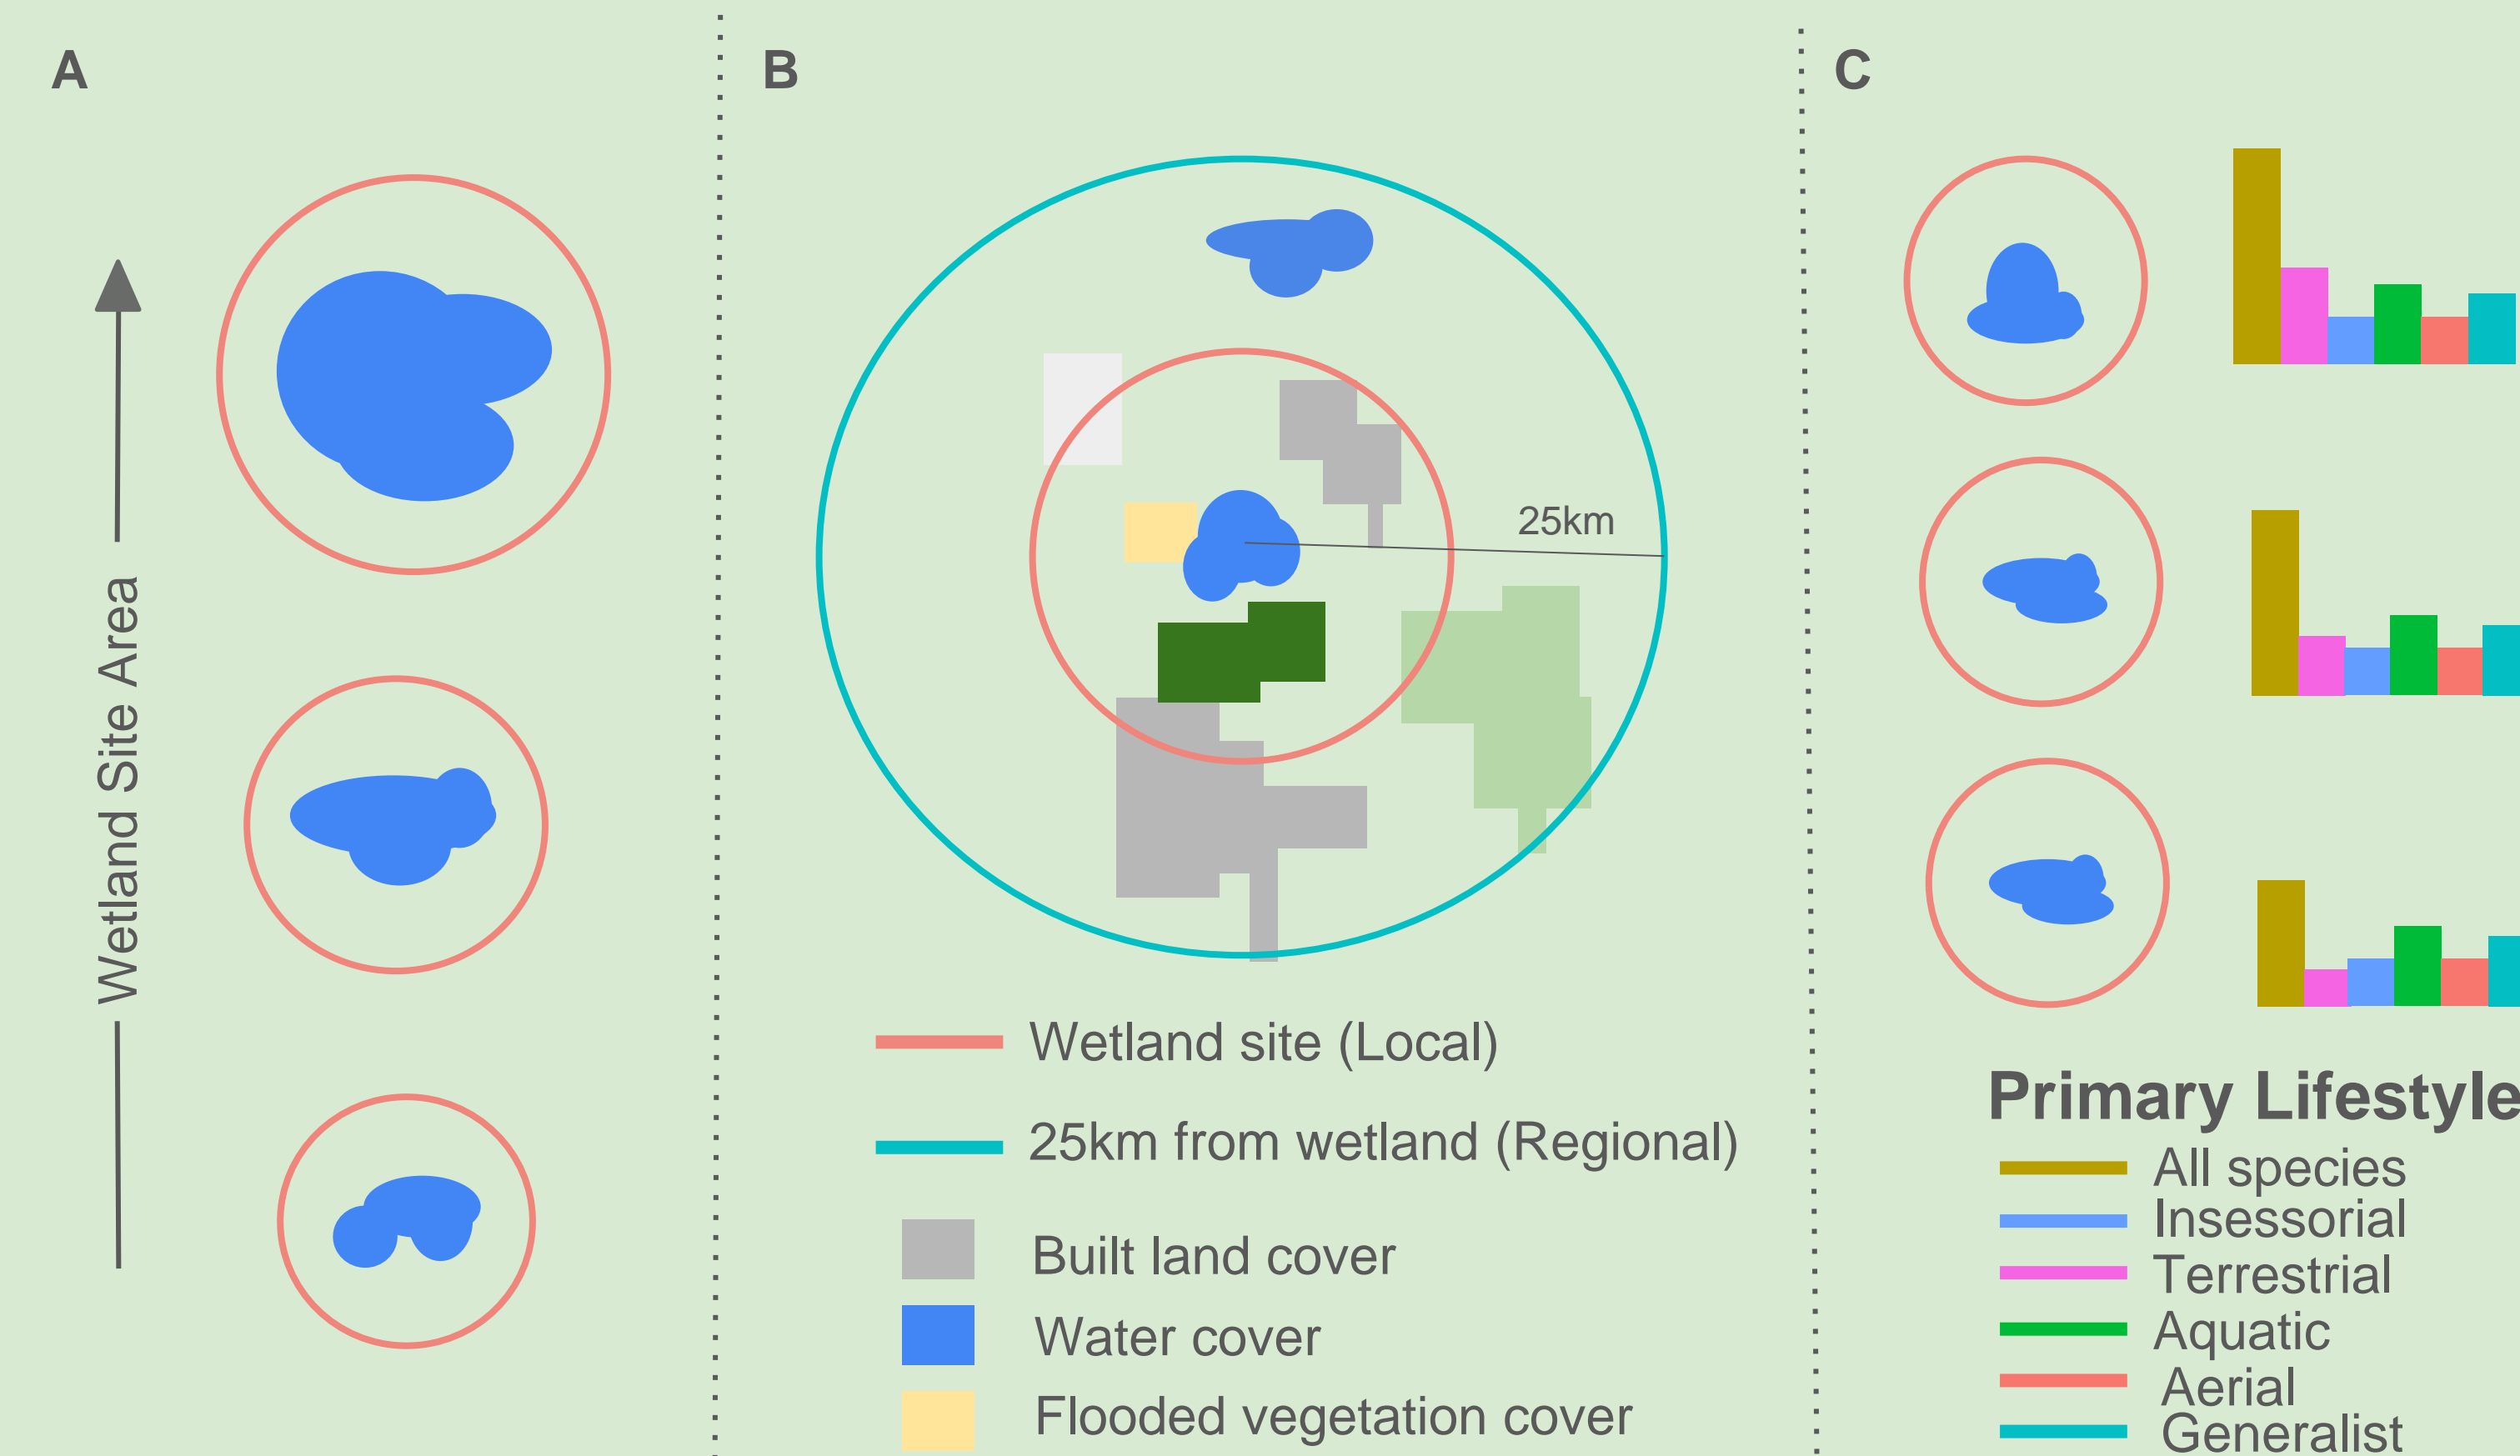 A
B
C
Wetland Site Area
25km
Wetland site (Local)
25km from wetland (Regional)
Built land cover
Water cover
Flooded vegetation cover
Primary Lifestyle
All species
Insessorial
Terrestrial
Aquatic
Aerial
Generalist